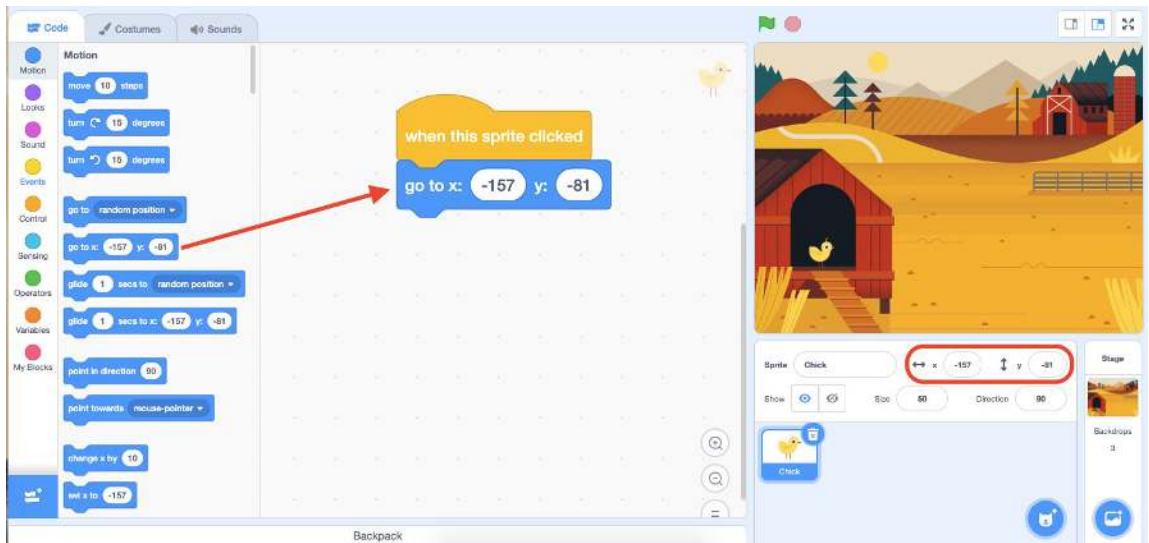 Code
Costumes
Sounds
Motion
Looks
Sound
Events
Control
Sensing
Operators
Variables
My Blocks
Motion
move 10 steps
turn 15 degrees
turn 15 degrees
go to random position
go to x: -157 y: -81
glide 1 secs to random position
glide 1 secs to x: -157 y: -81
point in direction 90
point towards mouse-pointer
change x by 10
set x to -157
when this sprite clicked
go to x: -157 y: -81
Backpack
Sprite Chick x -157 y -81
Show Size 50 Direction 90
Chick
Stage
Backdrops